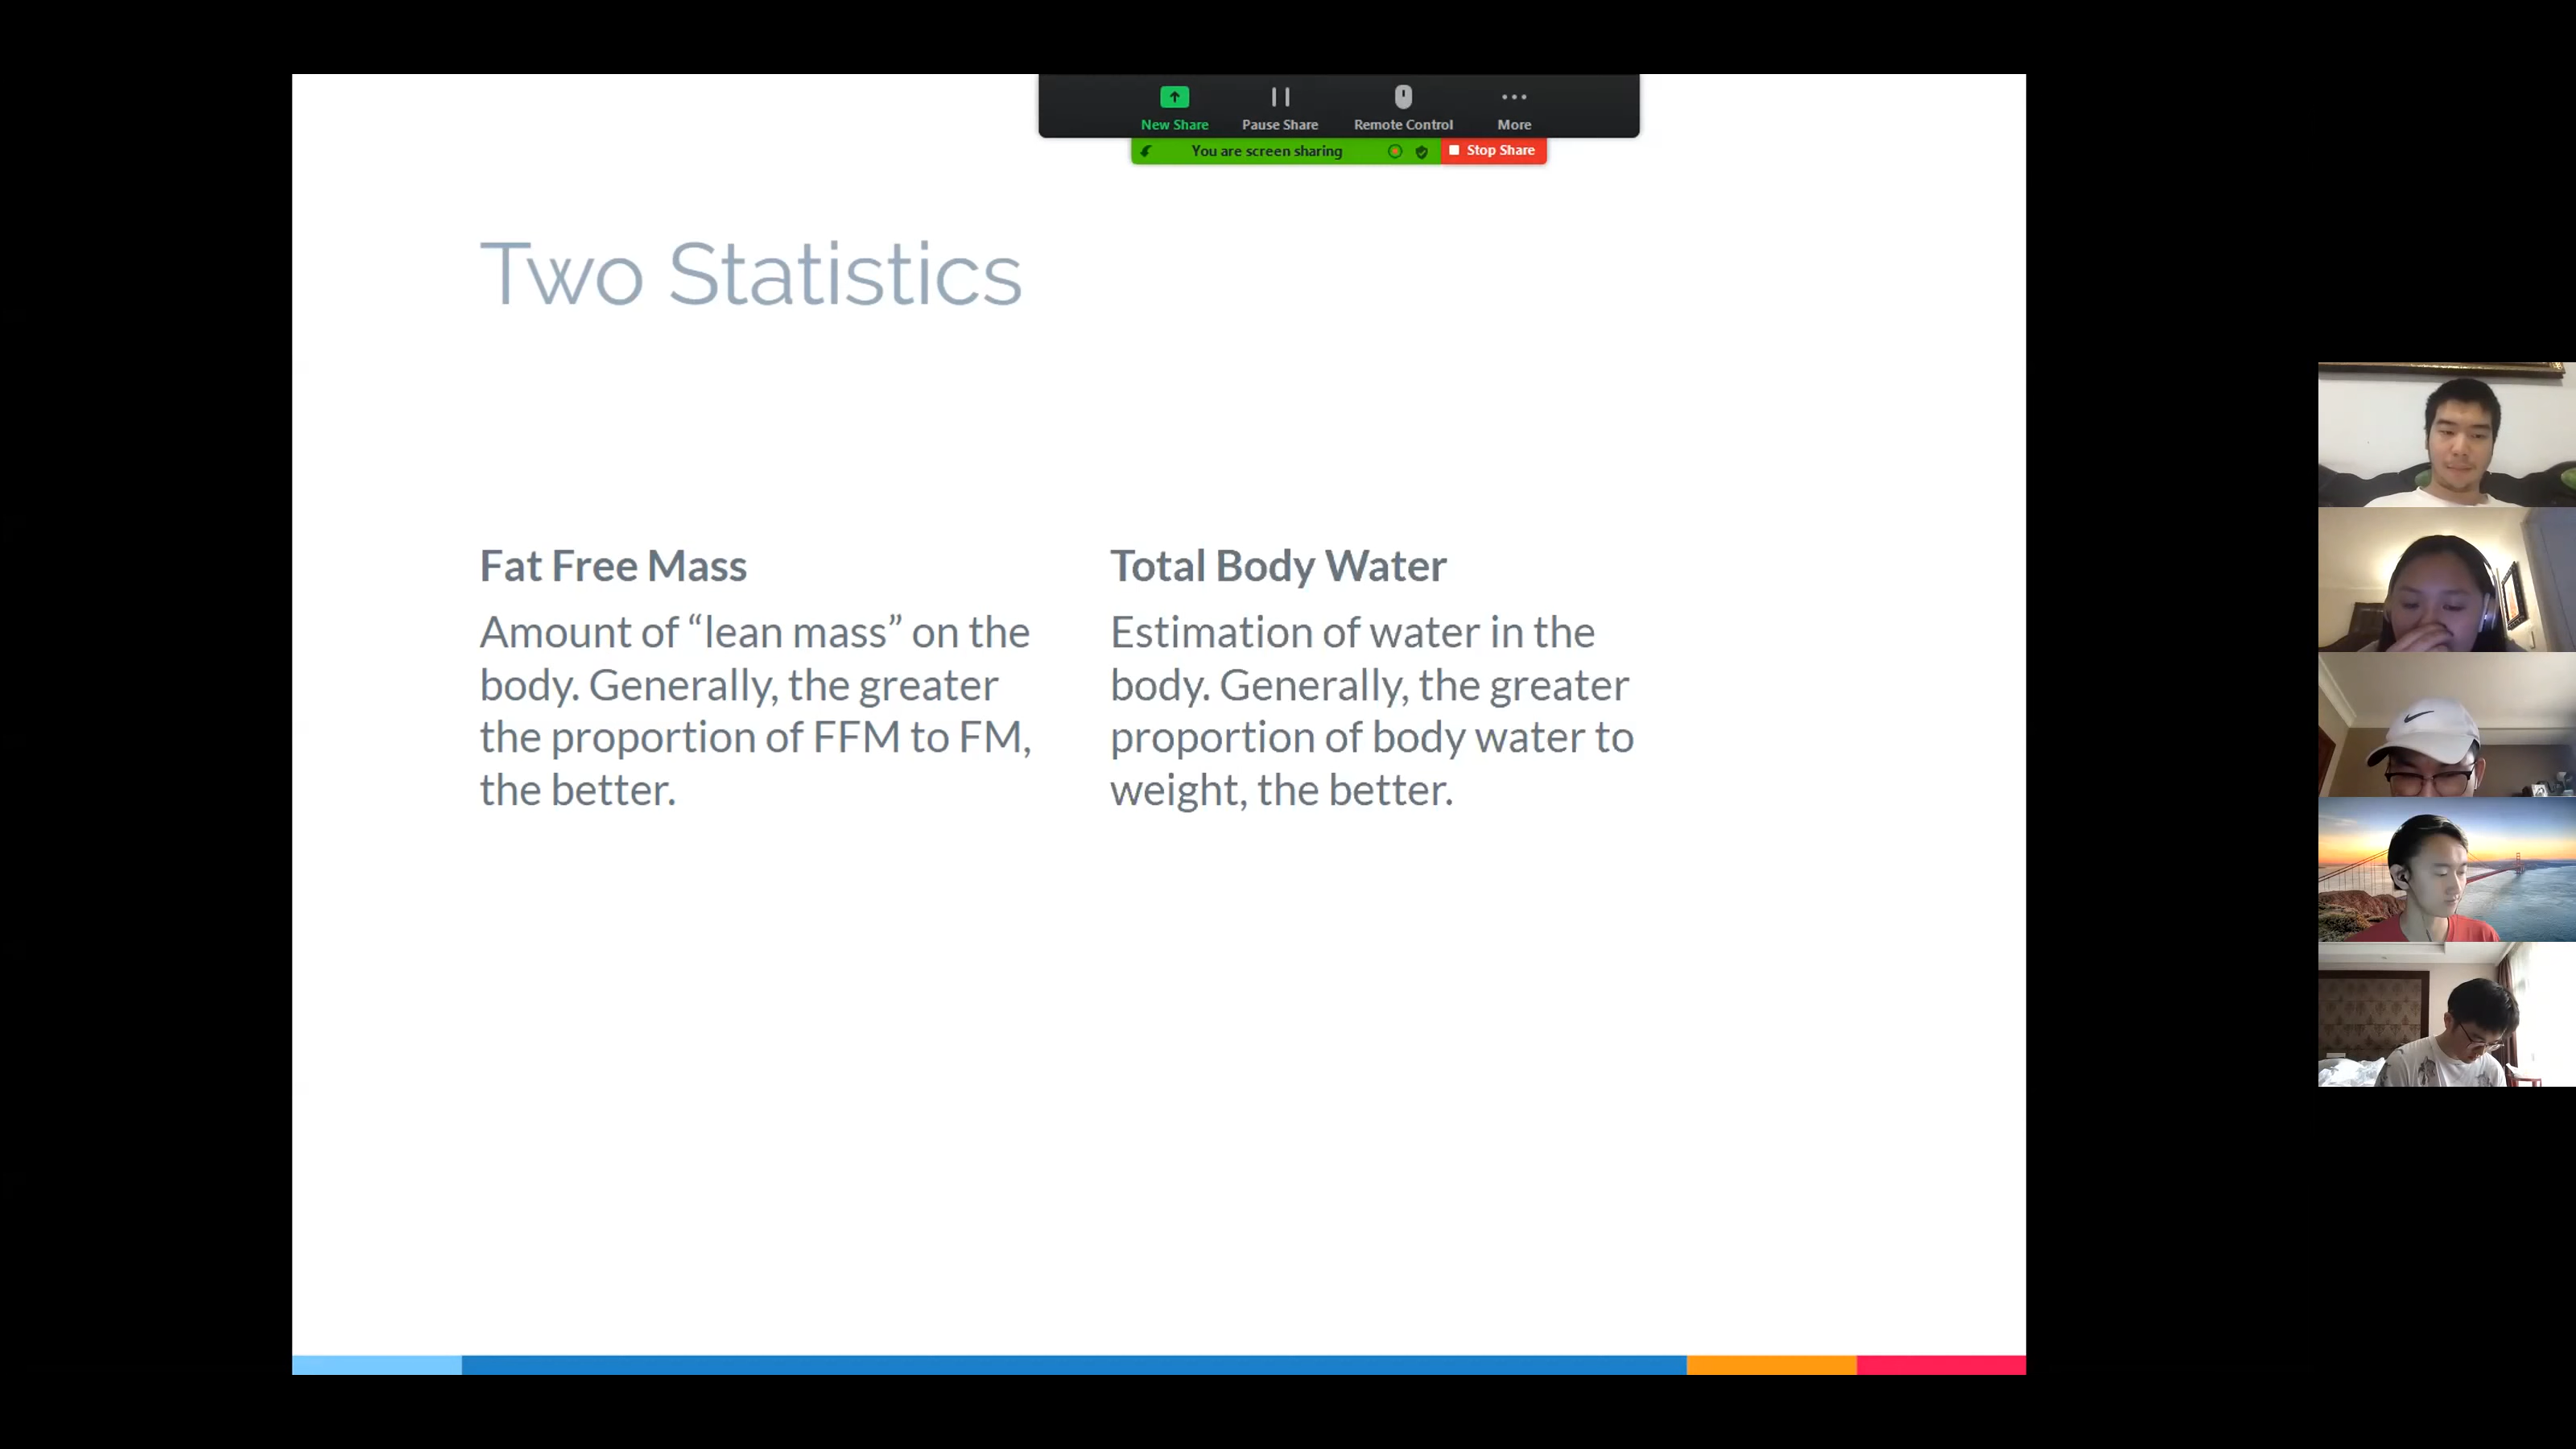 New Share
Pause Share
Remote Control
More
You are screen sharing
Stop Share
Two Statistics
Fat Free Mass
Amount of “lean mass” on the
body. Generally, the greater
the proportion of FFM to FM,
the better.
Total Body Water
Estimation of water in the
body. Generally, the greater
proportion of body water to
weight, the better.